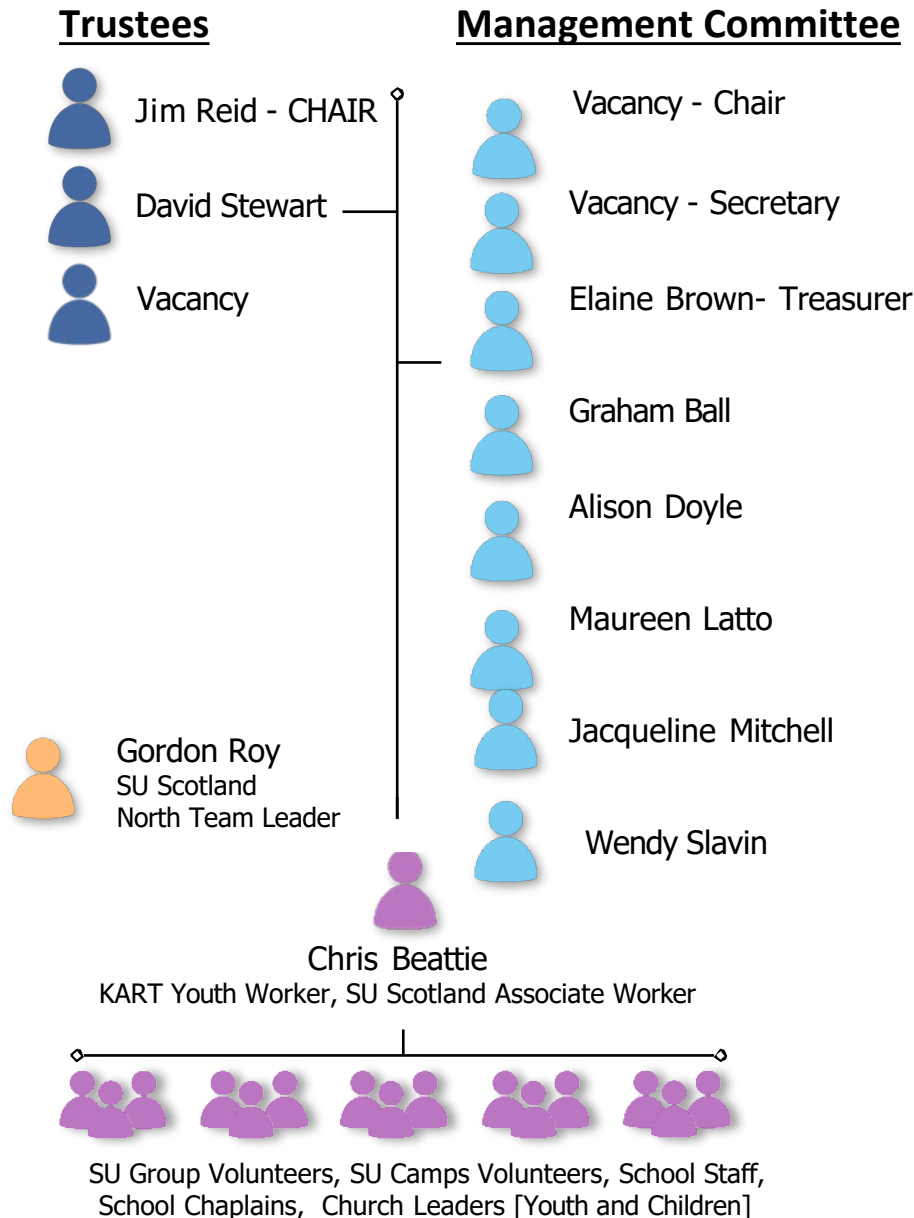 Trustees
Jim Reid - CHAIR
David Stewart
Vacancy
Management Committee
Vacancy - Chair
Vacancy - Secretary
Elaine Brown- Treasurer
Graham Ball
Alison Doyle
Maureen Latto
Jacqueline Mitchell
Wendy Slavin
Gordon Roy
SU Scotland
North Team Leader
Chris Beattie
KART Youth Worker, SU Scotland Associate Worker
SU Group Volunteers, SU Camps Volunteers, School Staff,
School Chaplains, Church Leaders [Youth and Children]